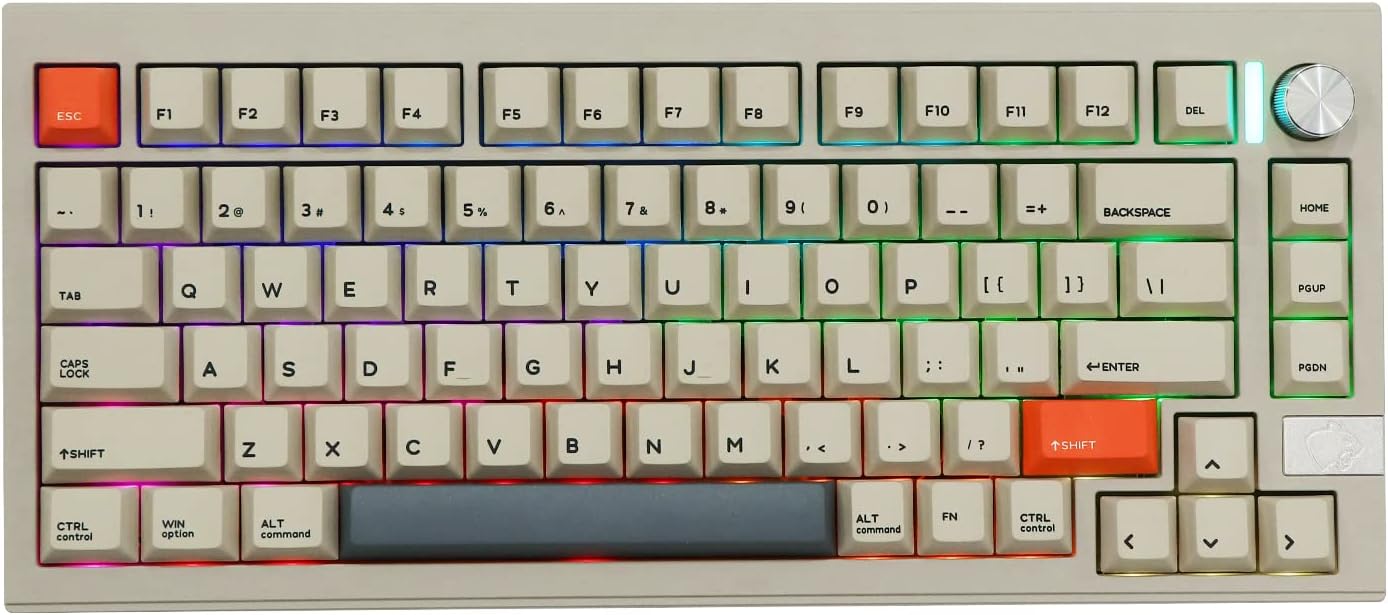 ESC F1 F2 F3 F4 F5 F6 F7 F8 F9 F10 F11 F12 DEL
~` 1! 2@ 3# 4$ 5% 6^ 7& 8* 9( 0) -- =+ BACKSPACE HOME
TAB Q W E R T Y U I O P [{ ]} \| PGUP
CAPS LOCK A S D F_ G H J_ K L ;: '" ↵ENTER PGDN
↑SHIFT Z X C V B N M ,< .> /? ↑SHIFT ^
CTRL control WIN option ALT command ALT command FN CTRL control < ⌄ >